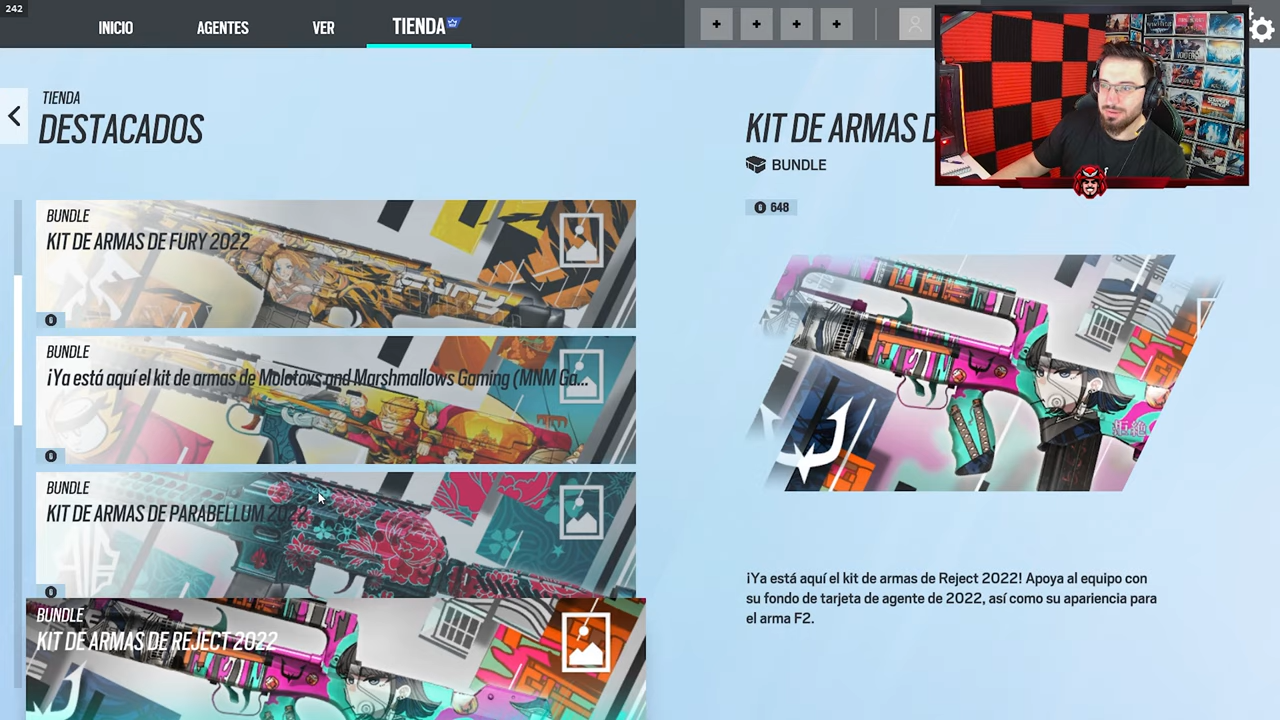 242
INICIO
AGENTES
VER
TIENDA
TIENDA
DESTACADOS
BUNDLE
KIT DE ARMAS DE FURY 2022
BUNDLE
¡Ya está aquí el kit de armas de Molotovs and Marshmallows Gaming (MNM Ga...
BUNDLE
KIT DE ARMAS DE PARABELLUM 2022
BUNDLE
KIT DE ARMAS DE REJECT 2022
KIT DE ARMAS D
BUNDLE
648
¡Ya está aquí el kit de armas de Reject 2022! Apoya al equipo con
su fondo de tarjeta de agente de 2022, así como su apariencia para
el arma F2.